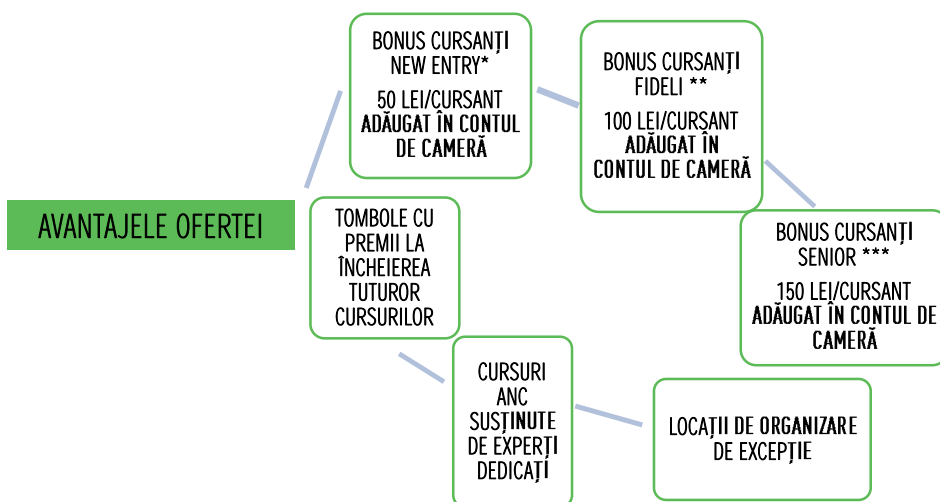 AVANTAJELE OFERTEI
BONUS CURSANȚI
NEW ENTRY*
50 LEI/CURSANT
ADĂUGAT ÎN CONTUL
DE CAMERĂ
BONUS CURSANȚI
FIDELI **
100 LEI/CURSANT
ADĂUGAT ÎN
CONTUL DE CAMERĂ
BONUS CURSANȚI
SENIOR ***
150 LEI/CURSANT
ADĂUGAT ÎN CONTUL DE
CAMERĂ
TOMBOLE CU
PREMII LA
ÎNCHEIEREA
TUTUROR
CURSURILOR
CURSURI
ANC
SUSȚINUTE
DE EXPERȚI
DEDICAȚI
LOCAȚII DE ORGANIZARE
DE EXCEPȚIE